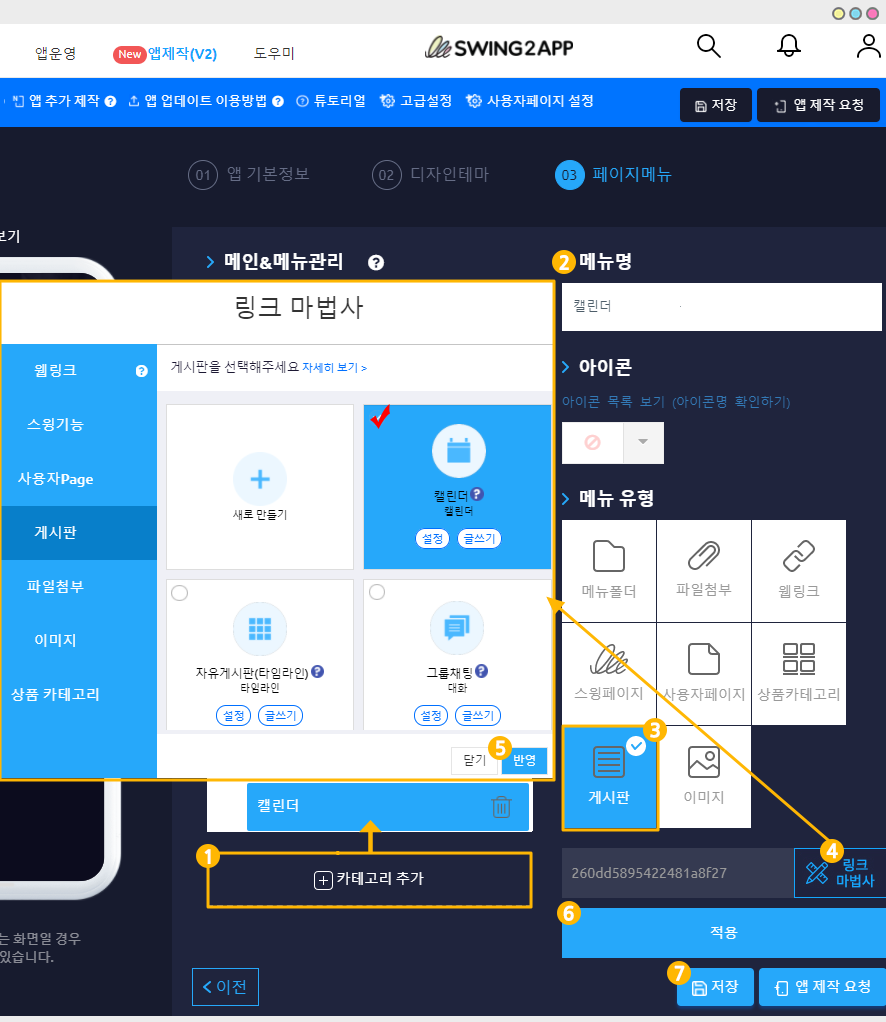 앱운영
New 앱제작(V2)
도우미
SWING2APP
앱 추가 제작 ?
앱 업데이트 이용방법 ?
? 튜토리얼
고급설정
사용자페이지 설정
저장
앱 제작 요청
01 앱 기본정보
02 디자인테마
03 페이지메뉴
보기
메인&메뉴관리 ?
2 메뉴명
캘린더
링크 마법사
웹링크 ?
스윙기능
사용자Page
게시판
파일첨부
이미지
상품 카테고리
게시판을 선택해주세요 자세히 보기 >
새로 만들기
캘린더 ?
캘린더
설정 글쓰기
자유게시판(타임라인) ?
타임라인
설정 글쓰기
그룹채팅 ?
대화
설정 글쓰기
닫기
5 반영
아이콘
아이콘 목록 보기 (아이콘명 확인하기)
메뉴 유형
메뉴폴더
파일첨부
웹링크
스윙페이지
사용자페이지
상품카테고리
3
게시판
이미지
캘린더
1
카테고리 추가
260dd5895422481a8f27
4 링크
마법사
6
적용
는 화면일 경우
있습니다.
이전
7 저장
앱 제작 요청